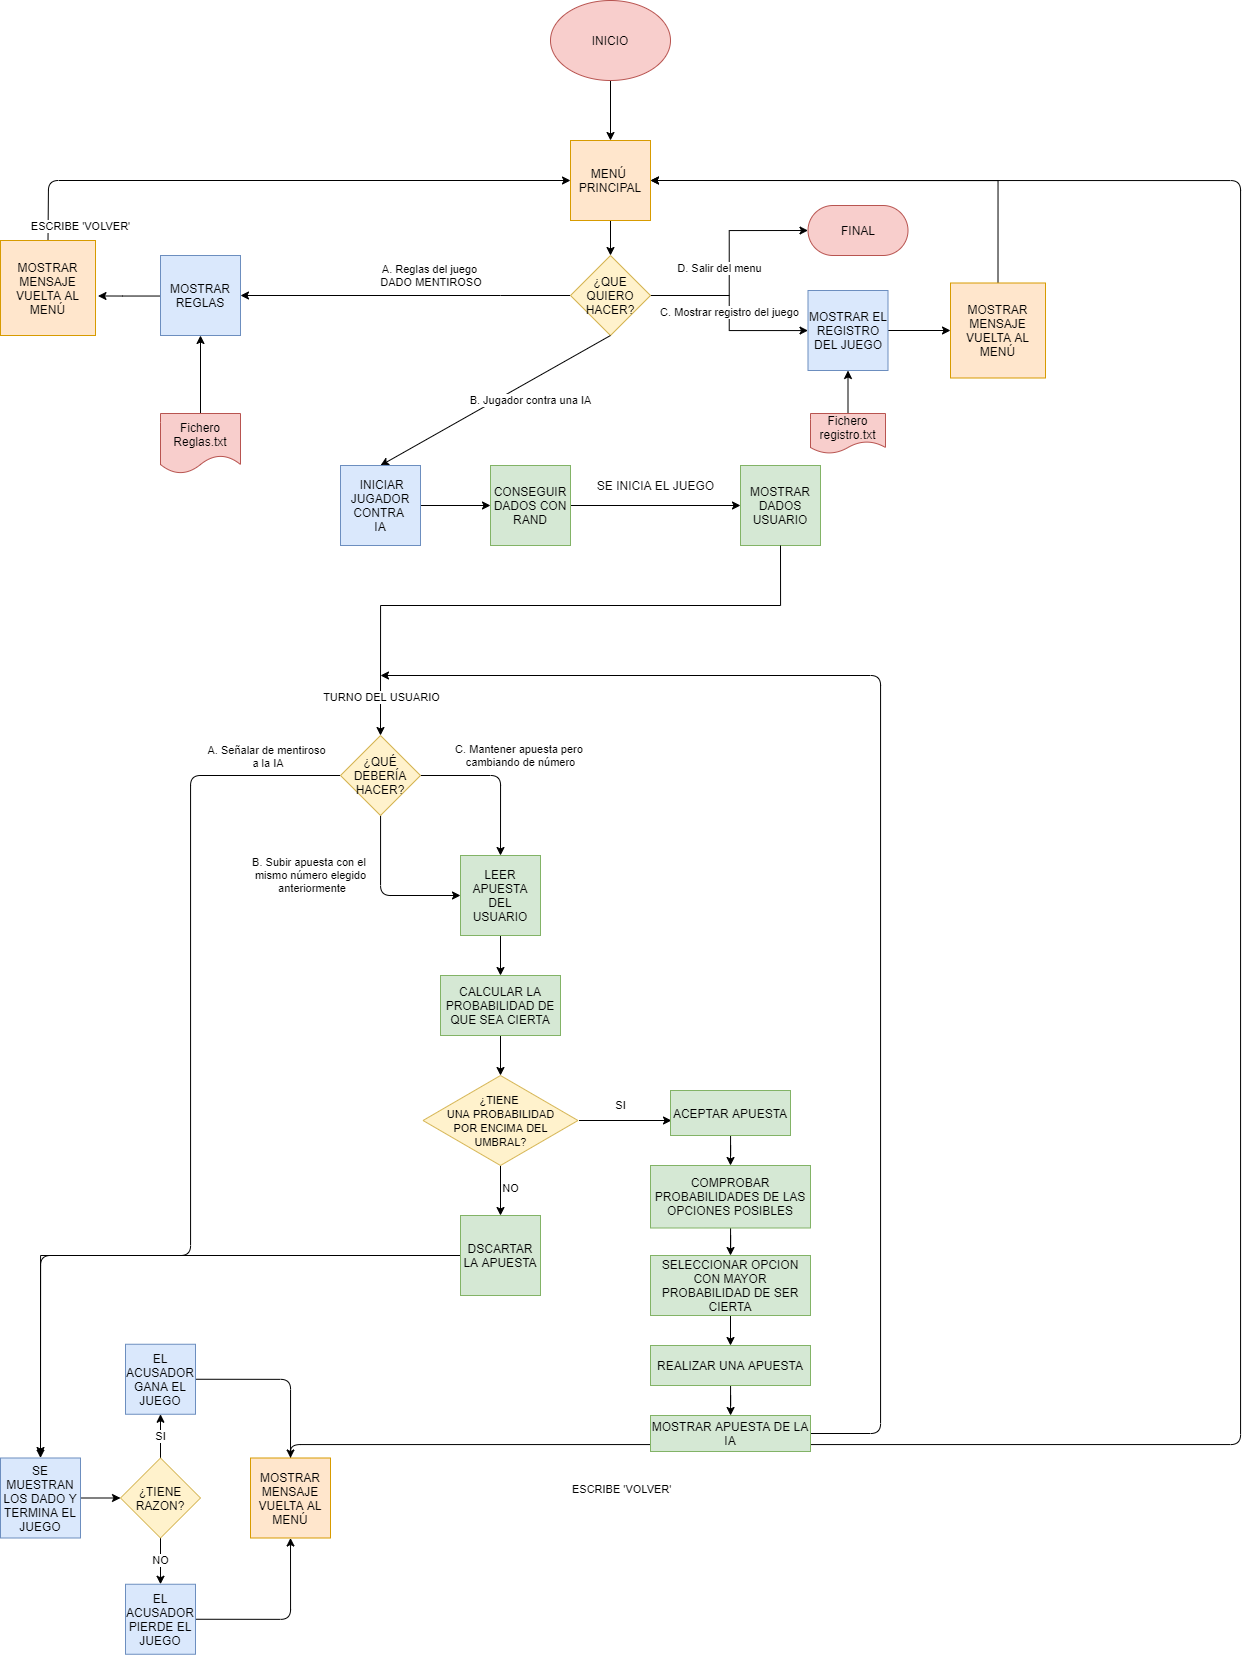 INICIO
MENÚ
PRINCIPAL
ESCRIBE 'VOLVER'
FINAL
MOSTRAR
MENSAJE
VUELTA AL
MENÚ
MOSTRAR
REGLAS
A. Reglas del juego
DADO MENTIROSO
¿QUE
QUIERO
HACER?
D. Salir del menu
C. Mostrar registro del juego
MOSTRAR EL
REGISTRO
DEL JUEGO
MOSTRAR
MENSAJE
VUELTA AL
MENÚ
B. Jugador contra una IA
Fichero
Reglas.txt
Fichero
registro.txt
INICIAR
JUGADOR
CONTRA
IA
CONSEGUIR
DADOS CON
RAND
SE INICIA EL JUEGO
MOSTRAR
DADOS
USUARIO
TURNO DEL USUARIO
A. Señalar de mentiroso
a la IA
¿QUÉ
DEBERÍA
HACER?
C. Mantener apuesta pero
cambiando de número
B. Subir apuesta con el
mismo número elegido
anteriormente
LEER
APUESTA
DEL
USUARIO
CALCULAR LA
PROBABILIDAD DE
QUE SEA CIERTA
¿TIENE
UNA PROBABILIDAD
POR ENCIMA DEL
UMBRAL?
SI
ACEPTAR APUESTA
NO
COMPROBAR
PROBABILIDADES DE LAS
OPCIONES POSIBLES
DSCARTAR
LA APUESTA
SELECCIONAR OPCION
CON MAYOR
PROBABILIDAD DE SER
CIERTA
REALIZAR UNA APUESTA
MOSTRAR APUESTA DE LA
IA
EL
ACUSADOR
GANA EL
JUEGO
SI
SE
MUESTRAN
LOS DADO Y
TERMINA EL
JUEGO
¿TIENE
RAZON?
MOSTRAR
MENSAJE
VUELTA AL
MENÚ
ESCRIBE 'VOLVER'
NO
EL
ACUSADOR
PIERDE EL
JUEGO